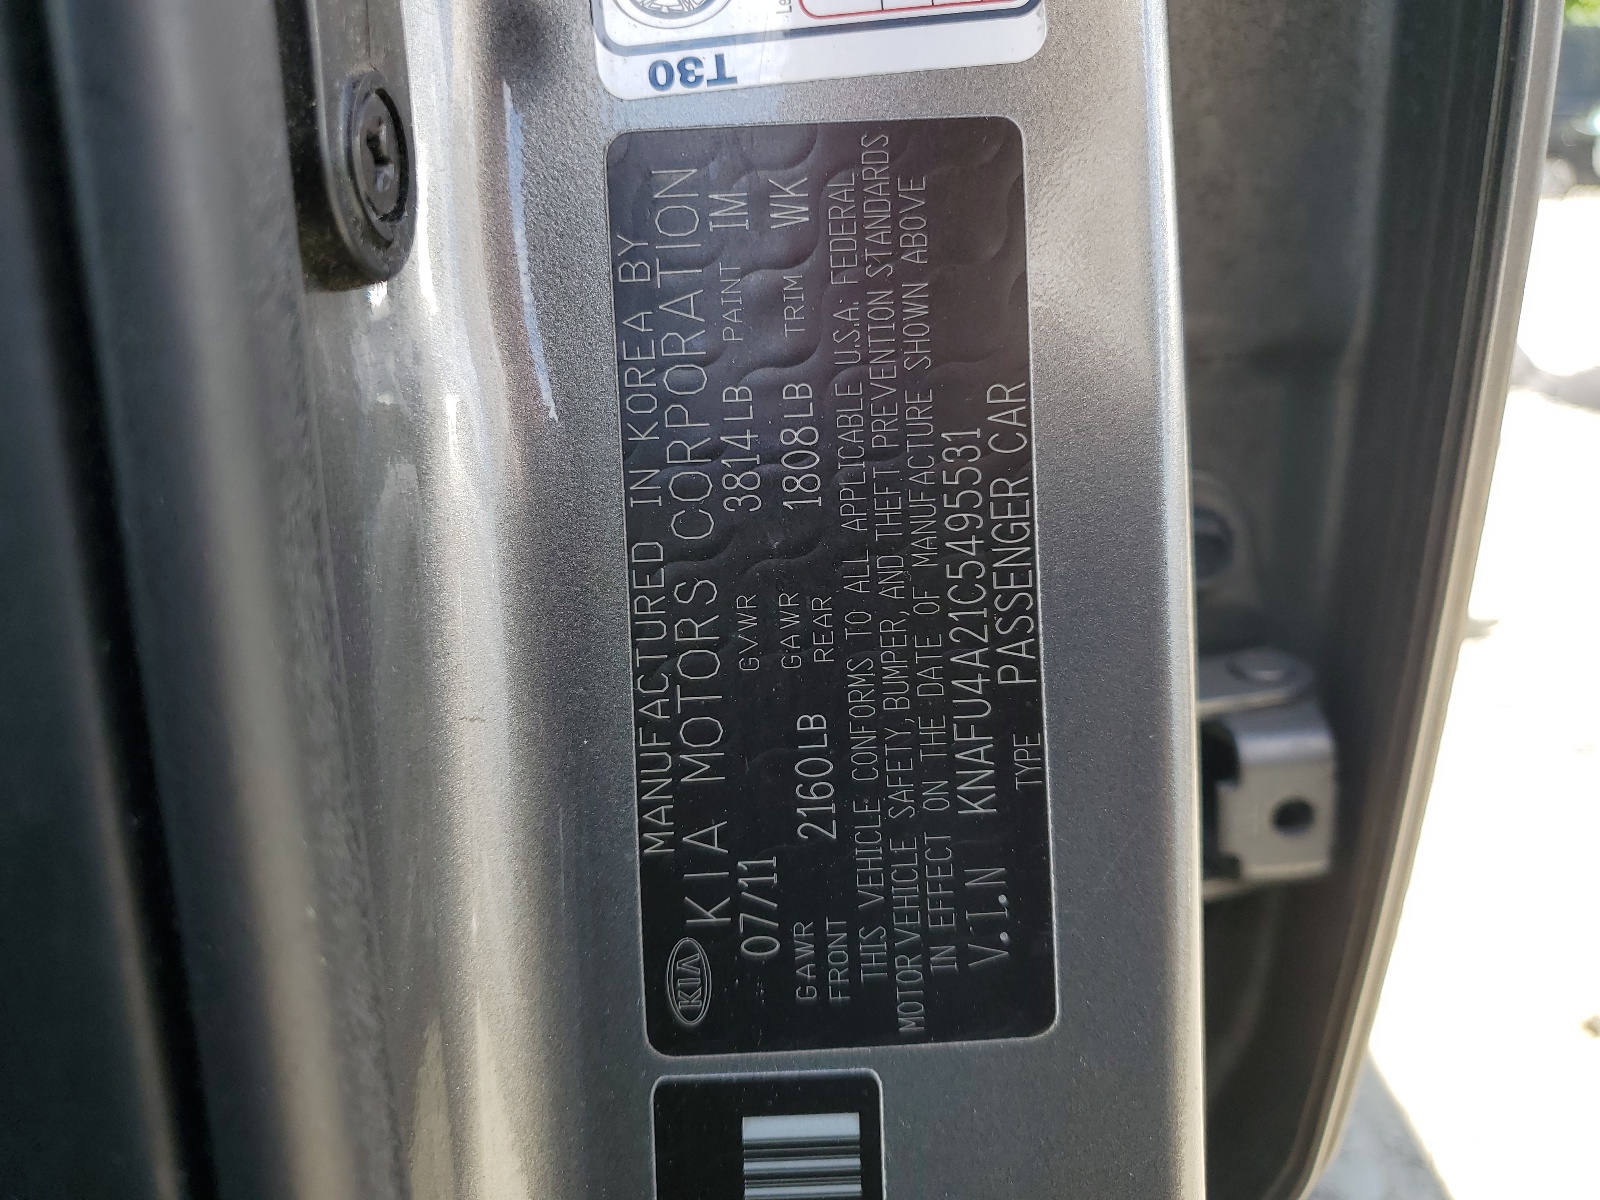 T30
MANUFACTURED IN KOREA BY
KIA KIA MOTORS CORPORATION
07/11 GVWR 3814LB PAINT IM
GAWR FRONT 2160LB GAWR REAR 1808LB TRIM WK
THIS VEHICLE CONFORMS TO ALL APPLICABLE U.S.A. FEDERAL
MOTOR VEHICLE SAFETY, BUMPER, AND THEFT PREVENTION STANDARDS
IN EFFECT ON THE DATE OF MANUFACTURE SHOWN ABOVE
V.I.N KNAFU4A21C5495531
TYPE PASSENGER CAR